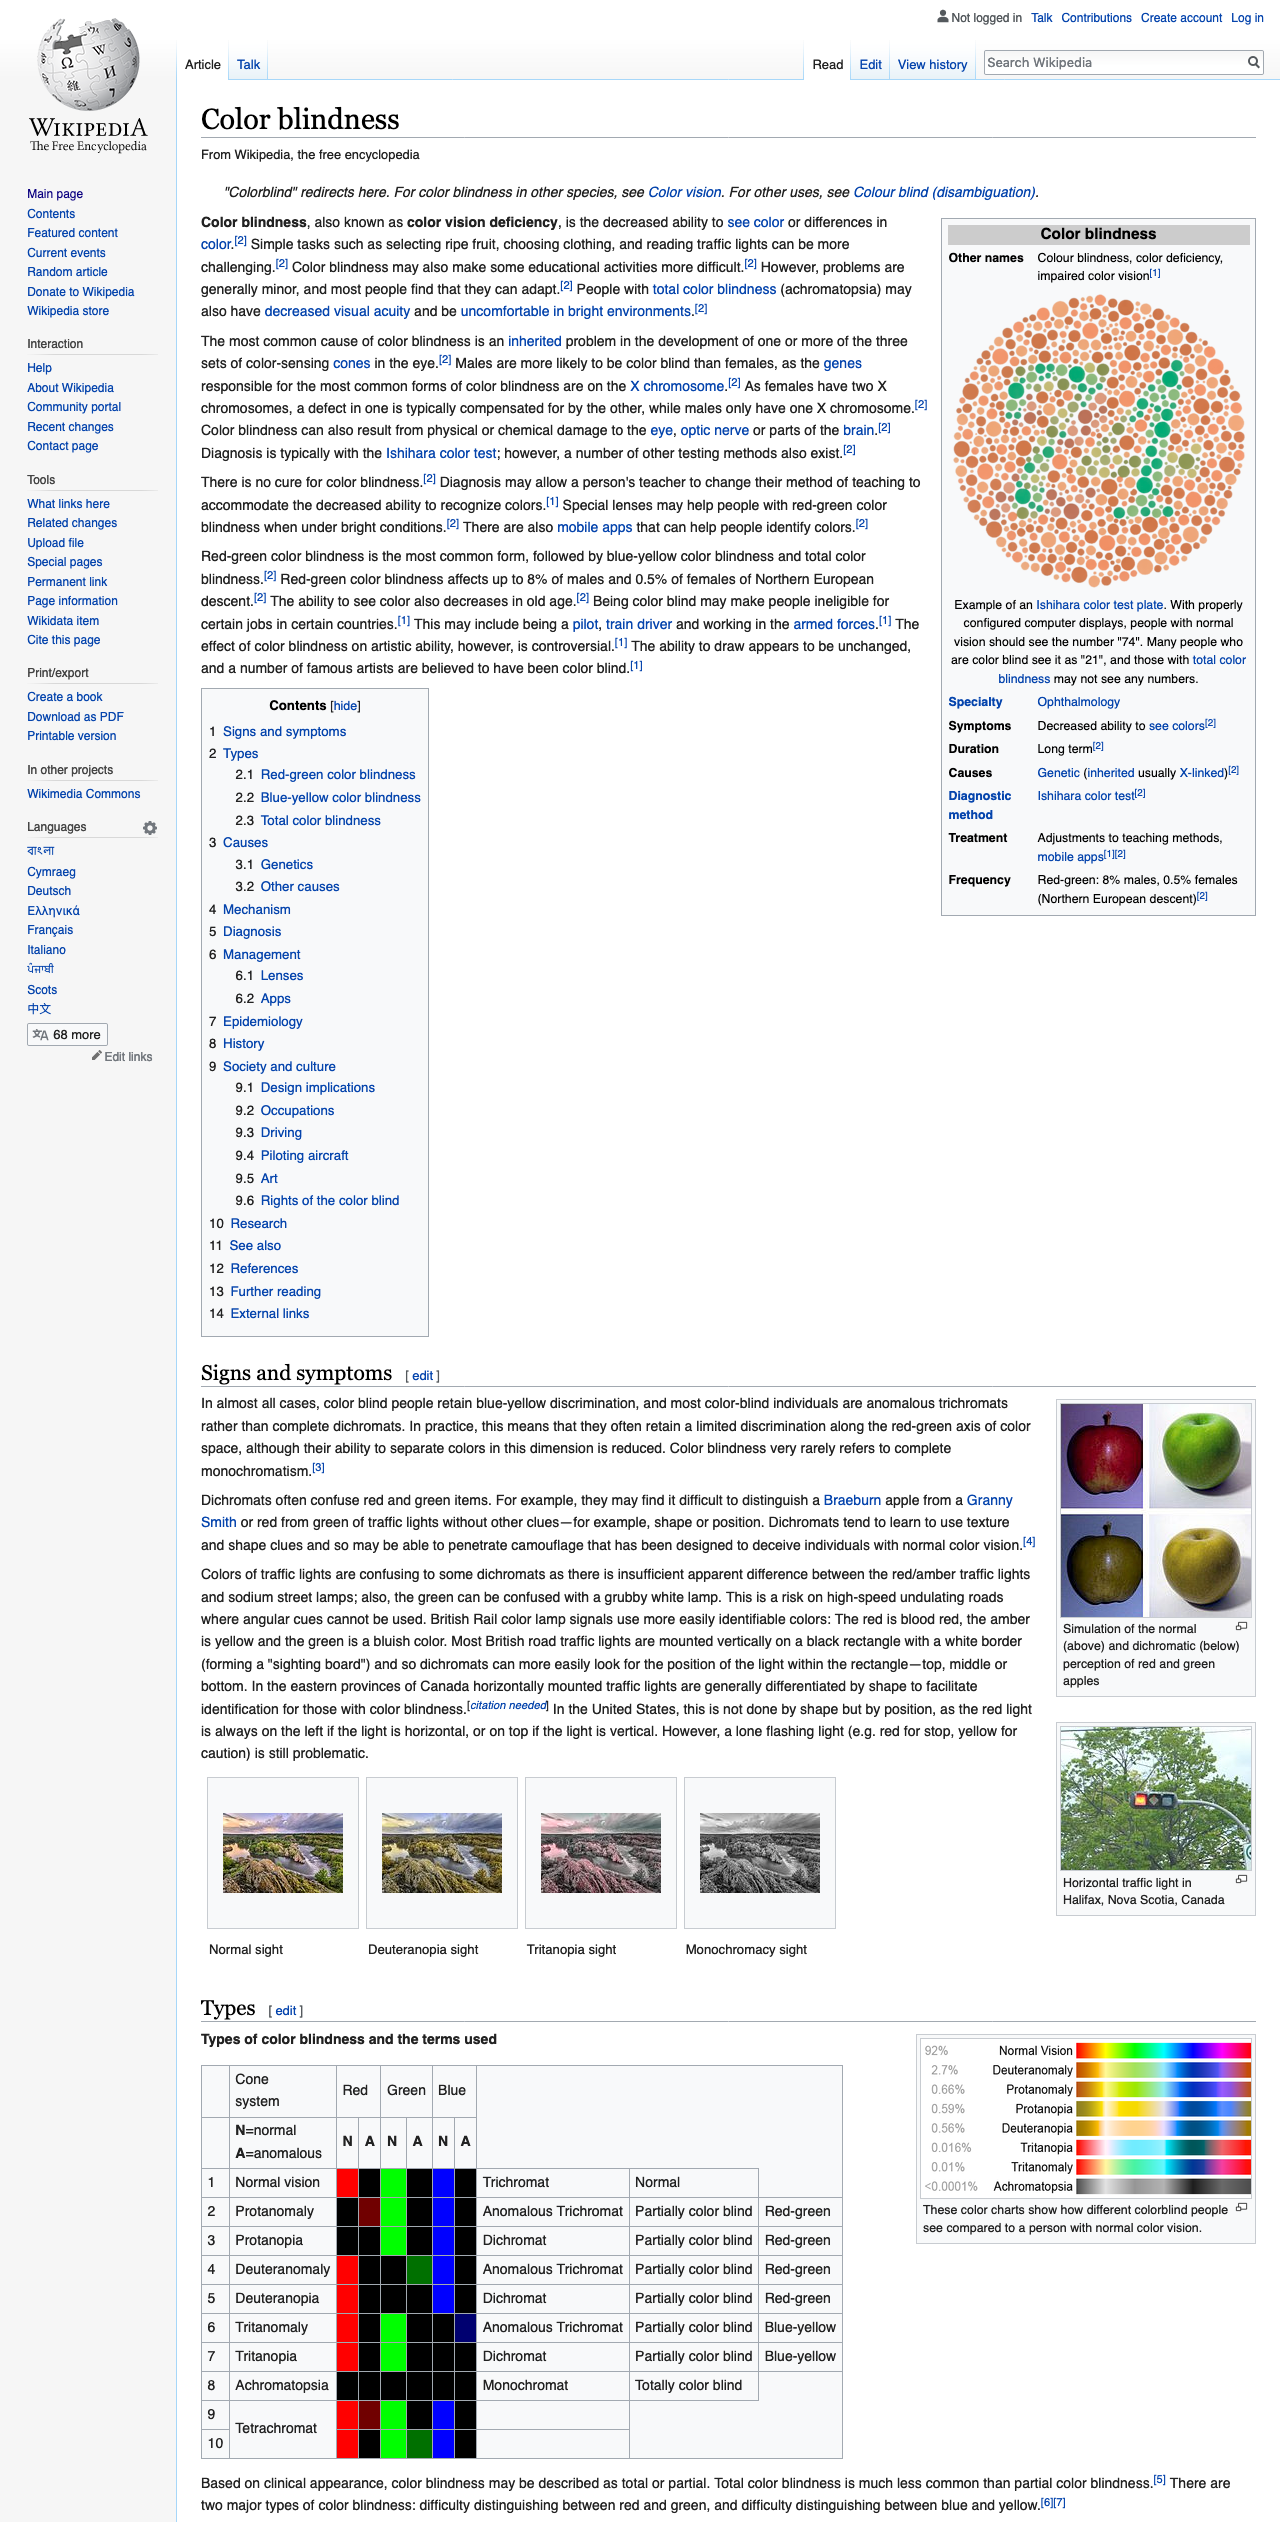 Not logged in Talk Contributions Create account Log in
Article Talk Read Edit View history Search Wikipedia
WIKIPEDIA
The Free Encyclopedia
Main page
Contents
Featured content
Current events
Random article
Donate to Wikipedia
Wikipedia store
Interaction
Help
About Wikipedia
Community portal
Recent changes
Contact page
Tools
What links here
Related changes
Upload file
Special pages
Permanent link
Page information
Wikidata item
Cite this page
Print/export
Create a book
Download as PDF
Printable version
In other projects
Wikimedia Commons
Languages
বাংলা
Cymraeg
Deutsch
Ελληνικά
Français
Italiano
ਪੰਜਾਬੀ
Scots
中文
68 more
Edit links
Color blindness
From Wikipedia, the free encyclopedia
"Colorblind" redirects here. For color blindness in other species, see Color vision. For other uses, see Colour blind (disambiguation).
Color blindness, also known as color vision deficiency, is the decreased ability to see color or differences in
color.[2] Simple tasks such as selecting ripe fruit, choosing clothing, and reading traffic lights can be more
challenging.[2] Color blindness may also make some educational activities more difficult.[2] However, problems are
generally minor, and most people find that they can adapt.[2] People with total color blindness (achromatopsia) may
also have decreased visual acuity and be uncomfortable in bright environments.[2]
The most common cause of color blindness is an inherited problem in the development of one or more of the three
sets of color-sensing cones in the eye.[2] Males are more likely to be color blind than females, as the genes
responsible for the most common forms of color blindness are on the X chromosome.[2] As females have two X
chromosomes, a defect in one is typically compensated for by the other, while males only have one X chromosome.[2]
Color blindness can also result from physical or chemical damage to the eye, optic nerve or parts of the brain.[2]
Diagnosis is typically with the Ishihara color test; however, a number of other testing methods also exist.[2]
There is no cure for color blindness.[2] Diagnosis may allow a person's teacher to change their method of teaching to
accommodate the decreased ability to recognize colors.[1] Special lenses may help people with red-green color
blindness when under bright conditions.[2] There are also mobile apps that can help people identify colors.[2]
Red-green color blindness is the most common form, followed by blue-yellow color blindness and total color
blindness.[2] Red-green color blindness affects up to 8% of males and 0.5% of females of Northern European
descent.[2] The ability to see color also decreases in old age.[2] Being color blind may make people ineligible for
certain jobs in certain countries.[1] This may include being a pilot, train driver and working in the armed forces.[1] The
effect of color blindness on artistic ability, however, is controversial.[1] The ability to draw appears to be unchanged,
and a number of famous artists are believed to have been color blind.[1]
Color blindness
Other names Colour blindness, color deficiency,
impaired color vision[1]
74
Example of an Ishihara color test plate. With properly
configured computer displays, people with normal
vision should see the number "74". Many people who
are color blind see it as "21", and those with total color
blindness may not see any numbers.
Specialty Ophthalmology
Symptoms Decreased ability to see colors[2]
Duration Long term[2]
Causes Genetic (inherited usually X-linked)[2]
Diagnostic Ishihara color test[2]
method
Treatment Adjustments to teaching methods,
mobile apps[1][2]
Frequency Red-green: 8% males, 0.5% females
(Northern European descent)[2]
Contents [hide]
1 Signs and symptoms
2 Types
2.1 Red-green color blindness
2.2 Blue-yellow color blindness
2.3 Total color blindness
3 Causes
3.1 Genetics
3.2 Other causes
4 Mechanism
5 Diagnosis
6 Management
6.1 Lenses
6.2 Apps
7 Epidemiology
8 History
9 Society and culture
9.1 Design implications
9.2 Occupations
9.3 Driving
9.4 Piloting aircraft
9.5 Art
9.6 Rights of the color blind
10 Research
11 See also
12 References
13 Further reading
14 External links
Signs and symptoms [ edit ]
In almost all cases, color blind people retain blue-yellow discrimination, and most color-blind individuals are anomalous trichromats
rather than complete dichromats. In practice, this means that they often retain a limited discrimination along the red-green axis of color
space, although their ability to separate colors in this dimension is reduced. Color blindness very rarely refers to complete
monochromatism.[3]
Dichromats often confuse red and green items. For example, they may find it difficult to distinguish a Braeburn apple from a Granny
Smith or red from green of traffic lights without other clues—for example, shape or position. Dichromats tend to learn to use texture
and shape clues and so may be able to penetrate camouflage that has been designed to deceive individuals with normal color vision.[4]
Colors of traffic lights are confusing to some dichromats as there is insufficient apparent difference between the red/amber traffic lights
and sodium street lamps; also, the green can be confused with a grubby white lamp. This is a risk on high-speed undulating roads
where angular cues cannot be used. British Rail color lamp signals use more easily identifiable colors: The red is blood red, the amber
is yellow and the green is a bluish color. Most British road traffic lights are mounted vertically on a black rectangle with a white border
(forming a "sighting board") and so dichromats can more easily look for the position of the light within the rectangle—top, middle or
bottom. In the eastern provinces of Canada horizontally mounted traffic lights are generally differentiated by shape to facilitate
identification for those with color blindness.[citation needed] In the United States, this is not done by shape but by position, as the red light
is always on the left if the light is horizontal, or on top if the light is vertical. However, a lone flashing light (e.g. red for stop, yellow for
caution) is still problematic.
Simulation of the normal
(above) and dichromatic (below)
perception of red and green
apples
Horizontal traffic light in
Halifax, Nova Scotia, Canada
Normal sight Deuteranopia sight Tritanopia sight Monochromacy sight
Types [ edit ]
Types of color blindness and the terms used
Cone
system Red Green Blue
N=normal
A=anomalous N A N A N A
1 Normal vision Trichromat Normal
2 Protanomaly Anomalous Trichromat Partially color blind Red-green
3 Protanopia Dichromat Partially color blind Red-green
4 Deuteranomaly Anomalous Trichromat Partially color blind Red-green
5 Deuteranopia Dichromat Partially color blind Red-green
6 Tritanomaly Anomalous Trichromat Partially color blind Blue-yellow
7 Tritanopia Dichromat Partially color blind Blue-yellow
8 Achromatopsia Monochromat Totally color blind
9
Tetrachromat
10
92% Normal Vision
2.7% Deuteranomaly
0.66% Protanomaly
0.59% Protanopia
0.56% Deuteranopia
0.016% Tritanopia
0.01% Tritanomaly
<0.0001% Achromatopsia
These color charts show how different colorblind people
see compared to a person with normal color vision.
Based on clinical appearance, color blindness may be described as total or partial. Total color blindness is much less common than partial color blindness.[5] There are
two major types of color blindness: difficulty distinguishing between red and green, and difficulty distinguishing between blue and yellow.[6][7]